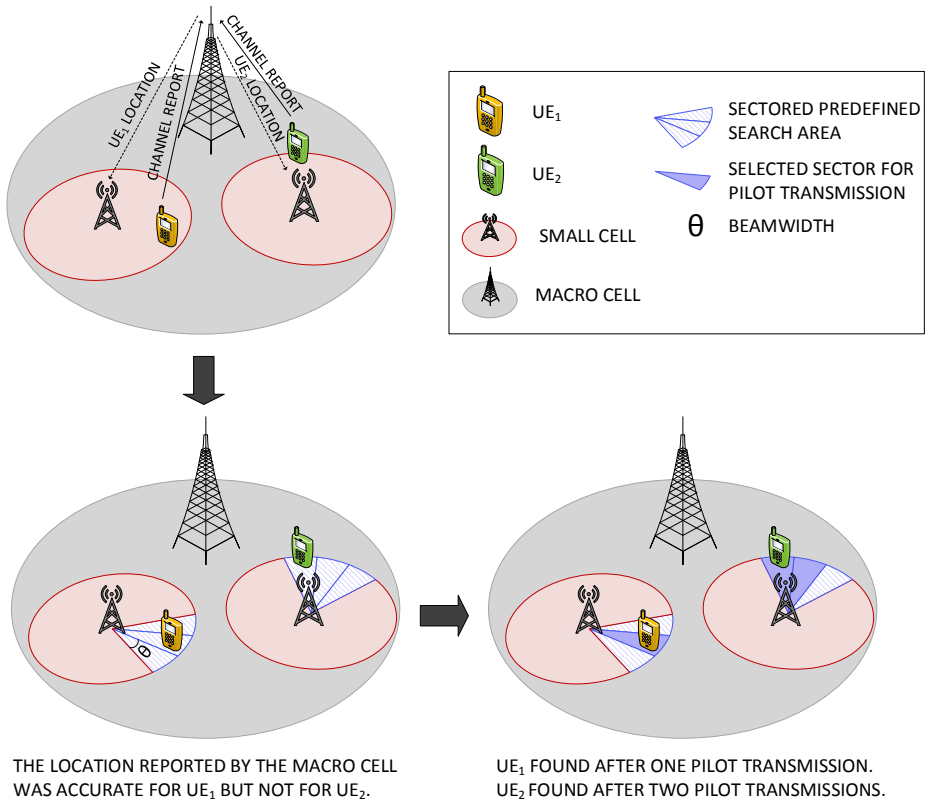 UE1 LOCATION
CHANNEL REPORT
CHANNEL REPORT
UE2 LOCATION
UE1
UE2
SMALL CELL
MACRO CELL
SECTORED PREDEFINED
SEARCH AREA
SELECTED SECTOR FOR
PILOT TRANSMISSION
θ BEAMWIDTH
θ
THE LOCATION REPORTED BY THE MACRO CELL
WAS ACCURATE FOR UE1 BUT NOT FOR UE2.
UE1 FOUND AFTER ONE PILOT TRANSMISSION.
UE2 FOUND AFTER TWO PILOT TRANSMISSIONS.